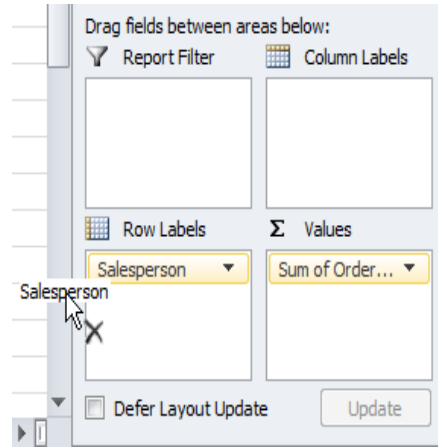 Drag fields between areas below:
Report Filter
Column Labels
Row Labels
Σ Values
Salesperson
Sum of Order...
Salesperson
Defer Layout Update
Update